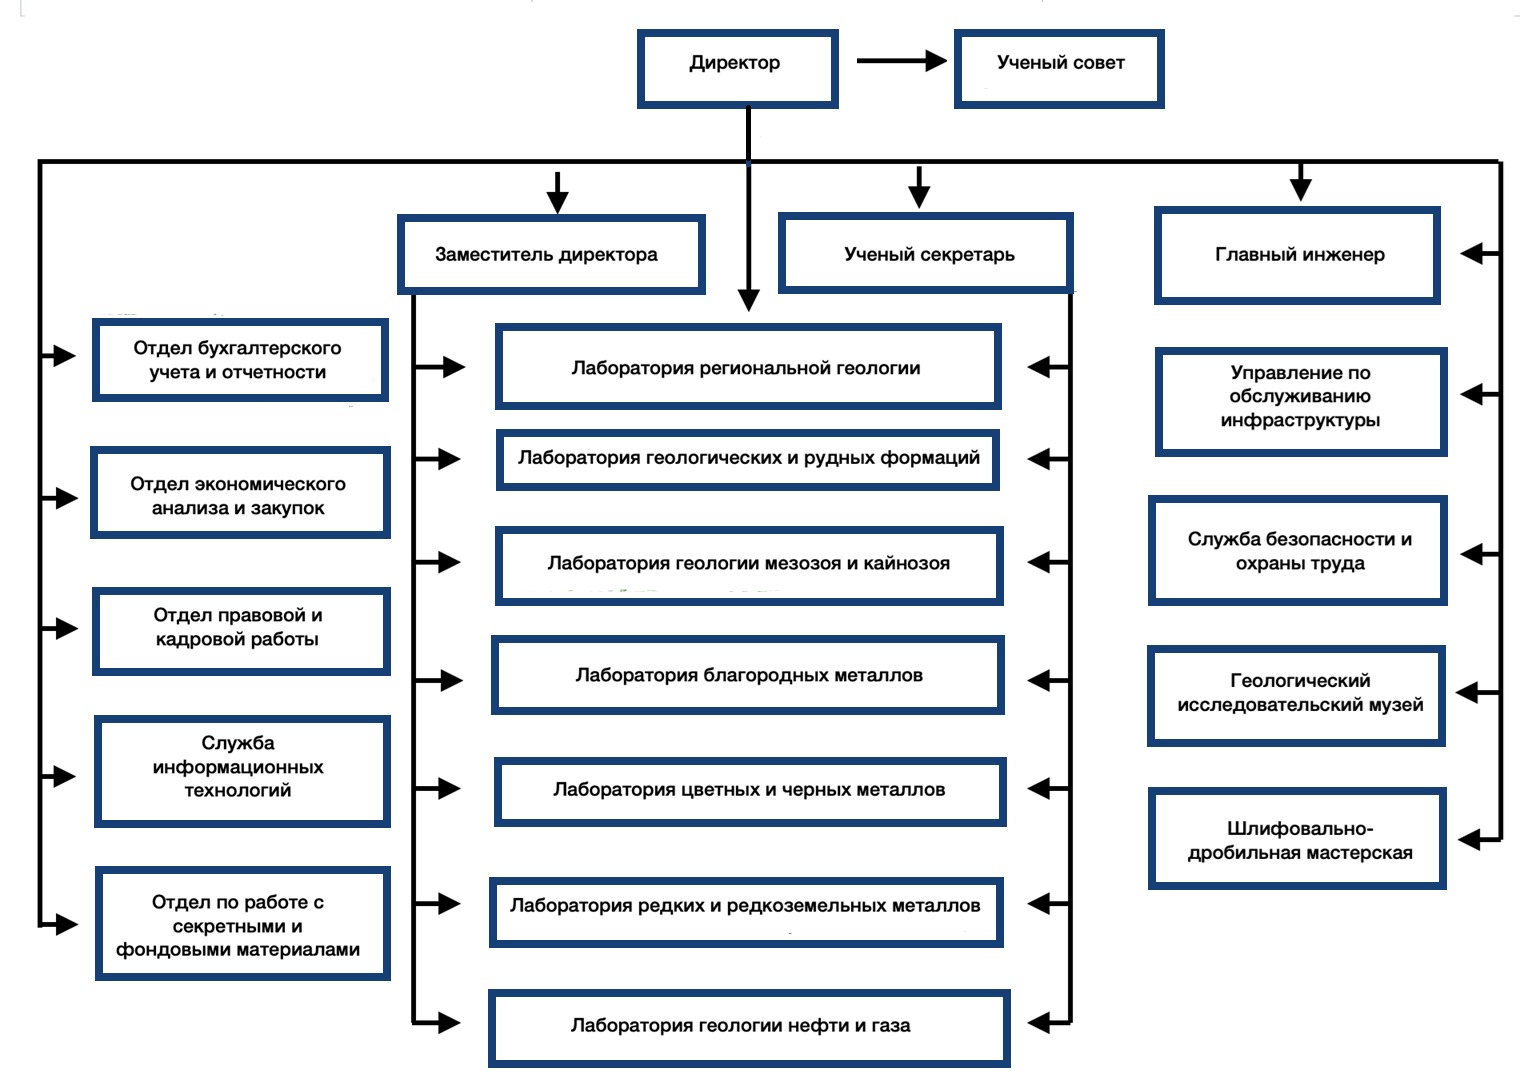 Директор
Ученый совет
Заместитель директора
Ученый секретарь
Главный инженер
Отдел бухгалтерского
учета и отчетности
Отдел экономического
анализа и закупок
Отдел правовой и
кадровой работы
Служба
информационных
технологий
Отдел по работе с
секретными и
фондовыми материалами
Лаборатория региональной геологии
Лаборатория геологических и рудных формаций
Лаборатория геологии мезозоя и кайнозоя
Лаборатория благородных металлов
Лаборатория цветных и черных металлов
Лаборатория редких и редкоземельных металлов
Лаборатория геологии нефти и газа
Управление по
обслуживанию
инфраструктуры
Служба безопасности и
охраны труда
Геологический
исследовательский музей
Шлифовально-
дробильная мастерская